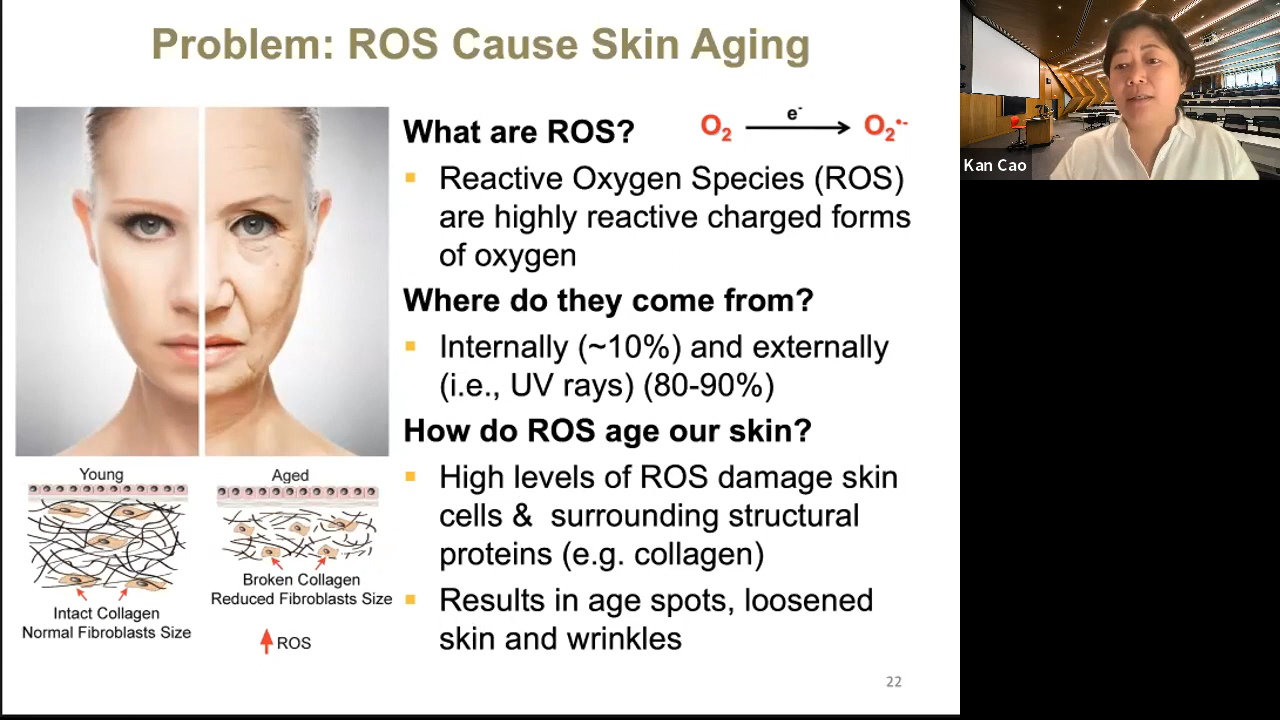 Problem: ROS Cause Skin Aging
What are ROS?
O₂ e⁻ O₂•-
Reactive Oxygen Species (ROS)
are highly reactive charged forms
of oxygen
Where do they come from?
Internally (~10%) and externally
(i.e., UV rays) (80-90%)
How do ROS age our skin?
High levels of ROS damage skin
cells &  surrounding structural
proteins (e.g. collagen)
Results in age spots, loosened
skin and wrinkles
Young
Intact Collagen
Normal Fibroblasts Size
Aged
Broken Collagen
Reduced Fibroblasts Size
ROS
22
Kan Cao